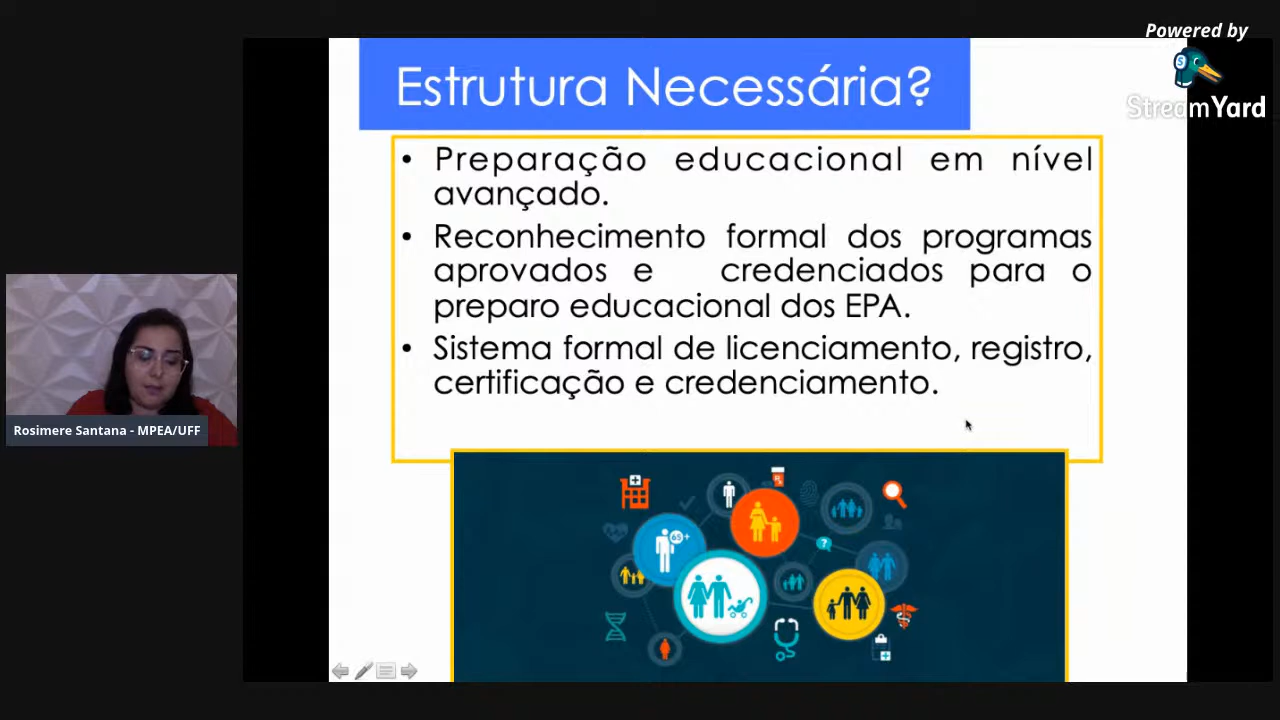 Powered by
StreamYard
Estrutura Necessária?
• Preparação educacional em nível
avançado.
• Reconhecimento formal dos programas
aprovados e credenciados para o
preparo educacional dos EPA.
• Sistema formal de licenciamento, registro,
certificação e credenciamento.
Rosimere Santana - MPEA/UFF
65+
?